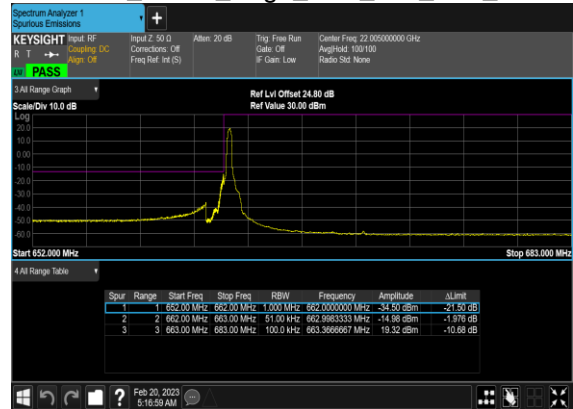 Spectrum Analyzer 1
Spurious Emissions
KEYSIGHT Input: RF Input Z: 50 Ω Atten: 20 dB Trig: Free Run Center Freq: 22.005000000 GHz
R T Coupling: DC Corrections: Off Gate: Off Avg|Hold: 100/100
Align: Off Freq Ref: Int (S) IF Gain: Low Radio Std: None
PASS
3 All Range Graph
Ref Lvl Offset 24.80 dB
Scale/Div 10.0 dB Ref Value 30.00 dBm
Log
20.0
10.0
0.00
-10.0
-20.0
-30.0
-40.0
-50.0
-60.0
Start 652.000 MHz Stop 683.000 MHz
4 All Range Table
Spur Range Start Freq Stop Freq RBW Frequency Amplitude ΔLimit
1 1 652.00 MHz 662.00 MHz 1.000 MHz 662.0000000 MHz -34.50 dBm -21.50 dB
2 2 662.00 MHz 663.00 MHz 51.00 kHz 662.9983333 MHz -14.98 dBm -1.976 dB
3 3 663.00 MHz 683.00 MHz 100.0 kHz 663.3666667 MHz 19.32 dBm -10.68 dB
? Feb 20, 2023
5:16:59 AM